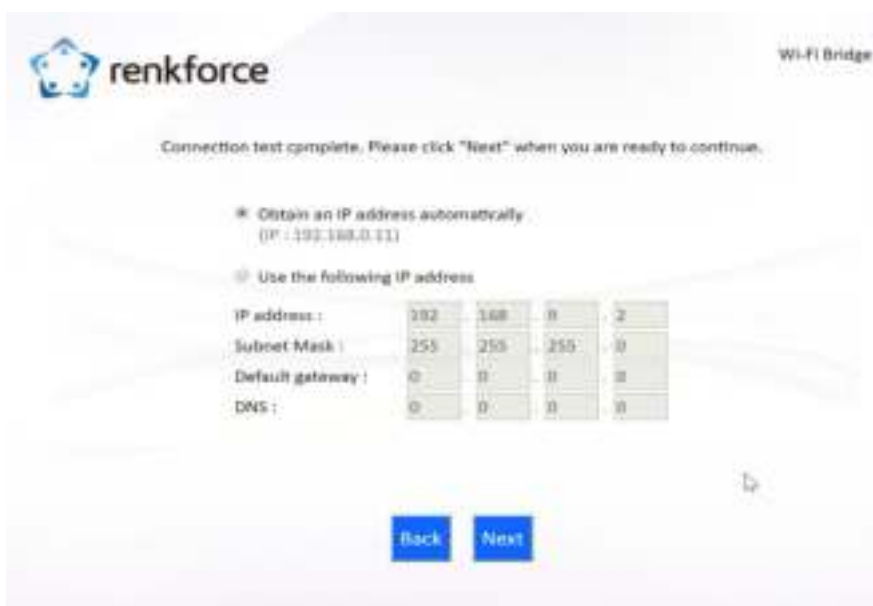 renkforce
Wi-Fi Bridge
Connection test complete. Please click "Next" when you are ready to continue.
Obtain an IP address automatically
(IP : 192.168.0.11)
Use the following IP address
IP address : 192 . 168 . 9 . 2
Subnet Mask : 255 . 255 . 255 . 0
Default gateway : 0 . 0 . 0 . 0
DNS : 0 . 0 . 0 . 0
Back Next